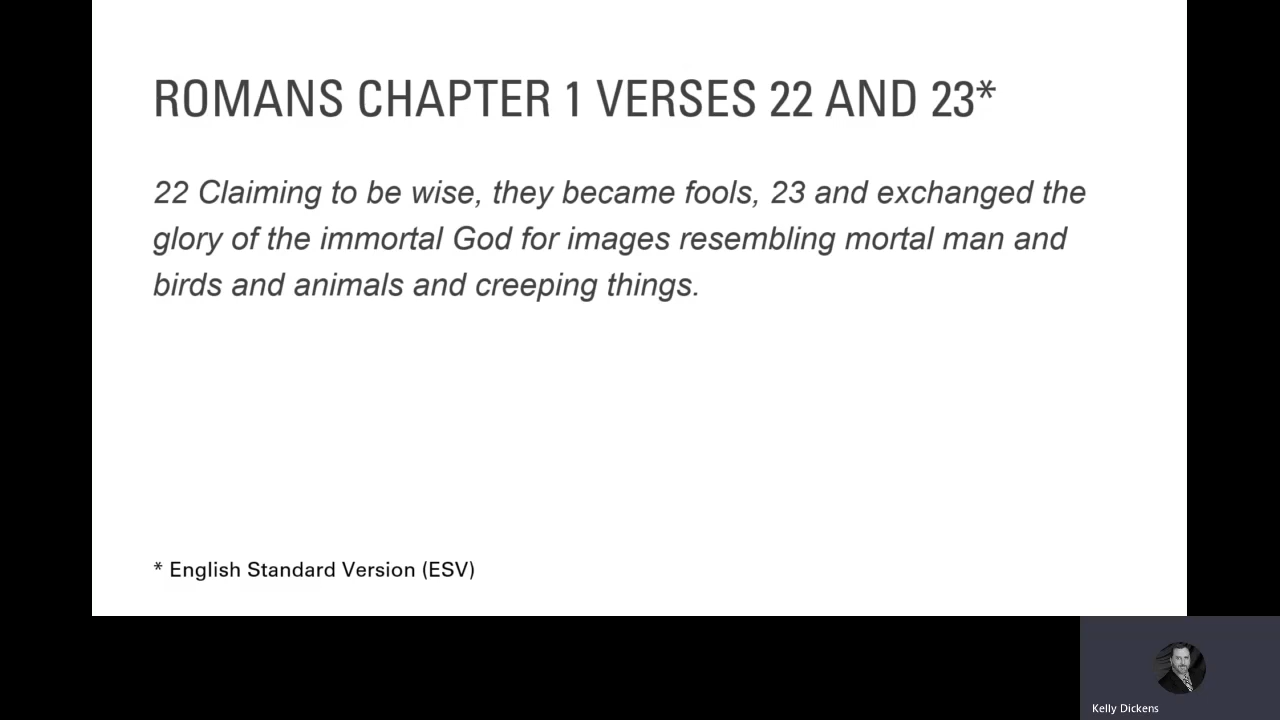 ROMANS CHAPTER 1 VERSES 22 AND 23*
22 Claiming to be wise, they became fools, 23 and exchanged the
glory of the immortal God for images resembling mortal man and
birds and animals and creeping things.
* English Standard Version (ESV)
Kelly Dickens